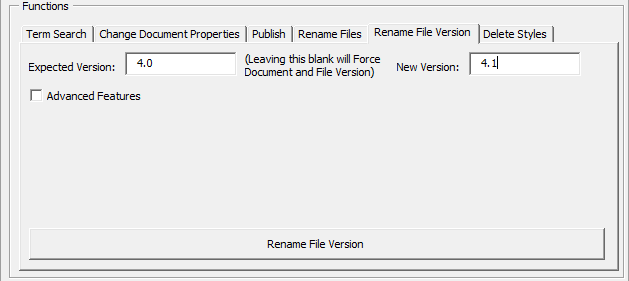 Functions
Term Search Change Document Properties Publish Rename Files Rename File Version Delete Styles
Expected Version: 4.0 (Leaving this blank will Force
Document and File Version) New Version: 4.1
Advanced Features
Rename File Version